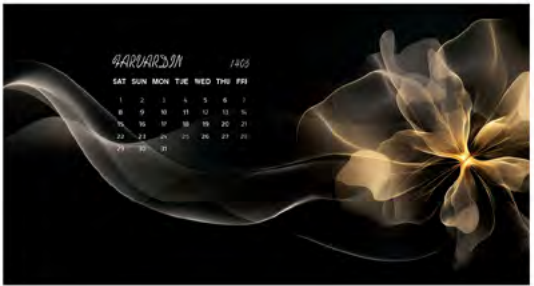 FARVARDIN 1405
SAT SUN MON TUE WED THU FRI
1 2 3 4 5 6 7
8 9 10 11 12 13 14
15 16 17 18 19 20 21
22 23 24 25 26 27 28
29 30 31